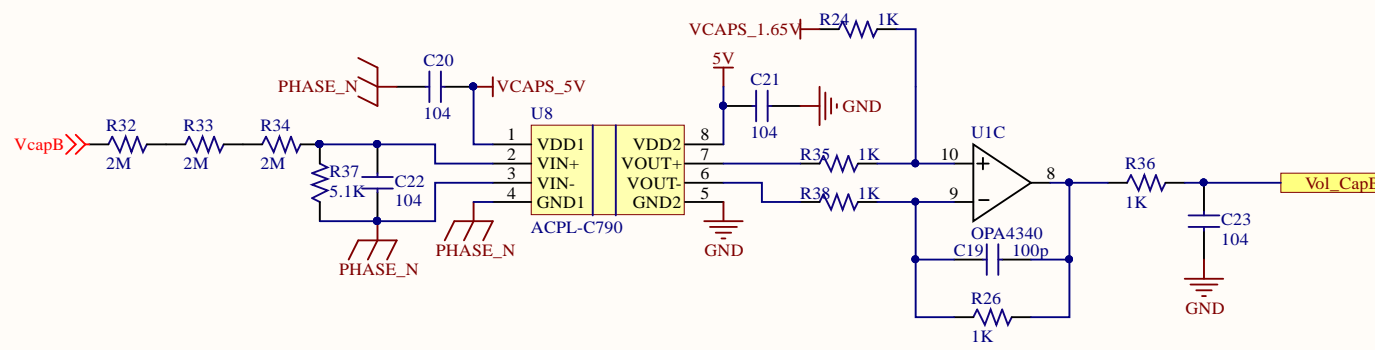 R24 1K
VCAPS_1.65V
C20
5V
C21
PHASE_N
VCAPS_5V
GND
104
104
U8
U1C
VcapB
R32
R33
R34
1 VDD1 VDD2 8
2M
2M
2M
2 VIN+ VOUT+ 7
R35 1K
10
R37
5.1K
C22
104
3 VIN- VOUT- 6
R38 1K
9
8
R36
1K
4 GND1 GND2 5
ACPL-C790
PHASE_N
PHASE_N
GND
OPA4340
C19 100p
R26
1K
C23
104
GND